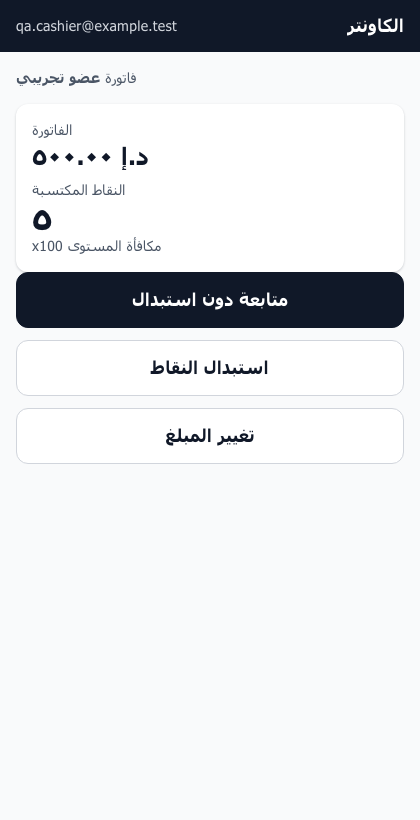 الكاونتر
qa.cashier@example.test
فاتورة عضو تجريبي
الفاتورة
د.إ ٥٠٠.٠٠
النقاط المكتسبة
٥
مكافأة المستوى x100
متابعة دون استبدال
استبدال النقاط
تغيير المبلغ